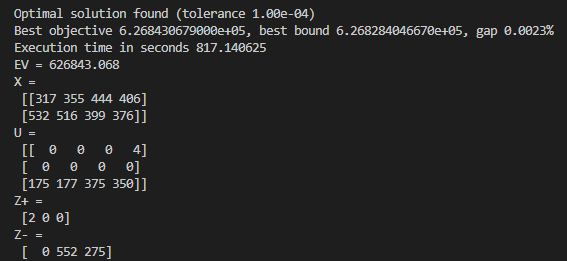 Optimal solution found (tolerance 1.00e-04)
Best objective 6.268430679000e+05, best bound 6.268284046670e+05, gap 0.0023%
Execution time in seconds 817.140625
EV = 626843.068
X =
[[317 355 444 406]
[532 516 399 376]]
U =
[[  0   0   0   4]
[  0   0   0   0]
[175 177 375 350]]
Z+ =
[2 0 0]
Z- =
[  0 552 275]